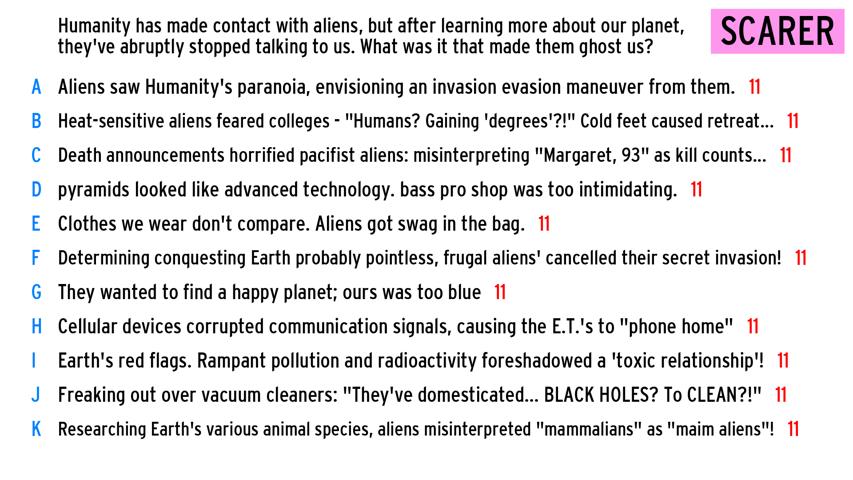 Humanity has made contact with aliens, but after learning more about our planet,
they've abruptly stopped talking to us. What was it that made them ghost us?
SCARER
A Aliens saw Humanity's paranoia, envisioning an invasion evasion maneuver from them. 11
B Heat-sensitive aliens feared colleges - "Humans? Gaining 'degrees'?!" Cold feet caused retreat... 11
C Death announcements horrified pacifist aliens: misinterpreting "Margaret, 93" as kill counts... 11
D pyramids looked like advanced technology. bass pro shop was too intimidating. 11
E Clothes we wear don't compare. Aliens got swag in the bag. 11
F Determining conquesting Earth probably pointless, frugal aliens' cancelled their secret invasion! 11
G They wanted to find a happy planet; ours was too blue 11
H Cellular devices corrupted communication signals, causing the E.T.'s to "phone home" 11
I Earth's red flags. Rampant pollution and radioactivity foreshadowed a 'toxic relationship'! 11
J Freaking out over vacuum cleaners: "They've domesticated... BLACK HOLES? To CLEAN?!" 11
K Researching Earth's various animal species, aliens misinterpreted "mammalians" as "maim aliens"! 11